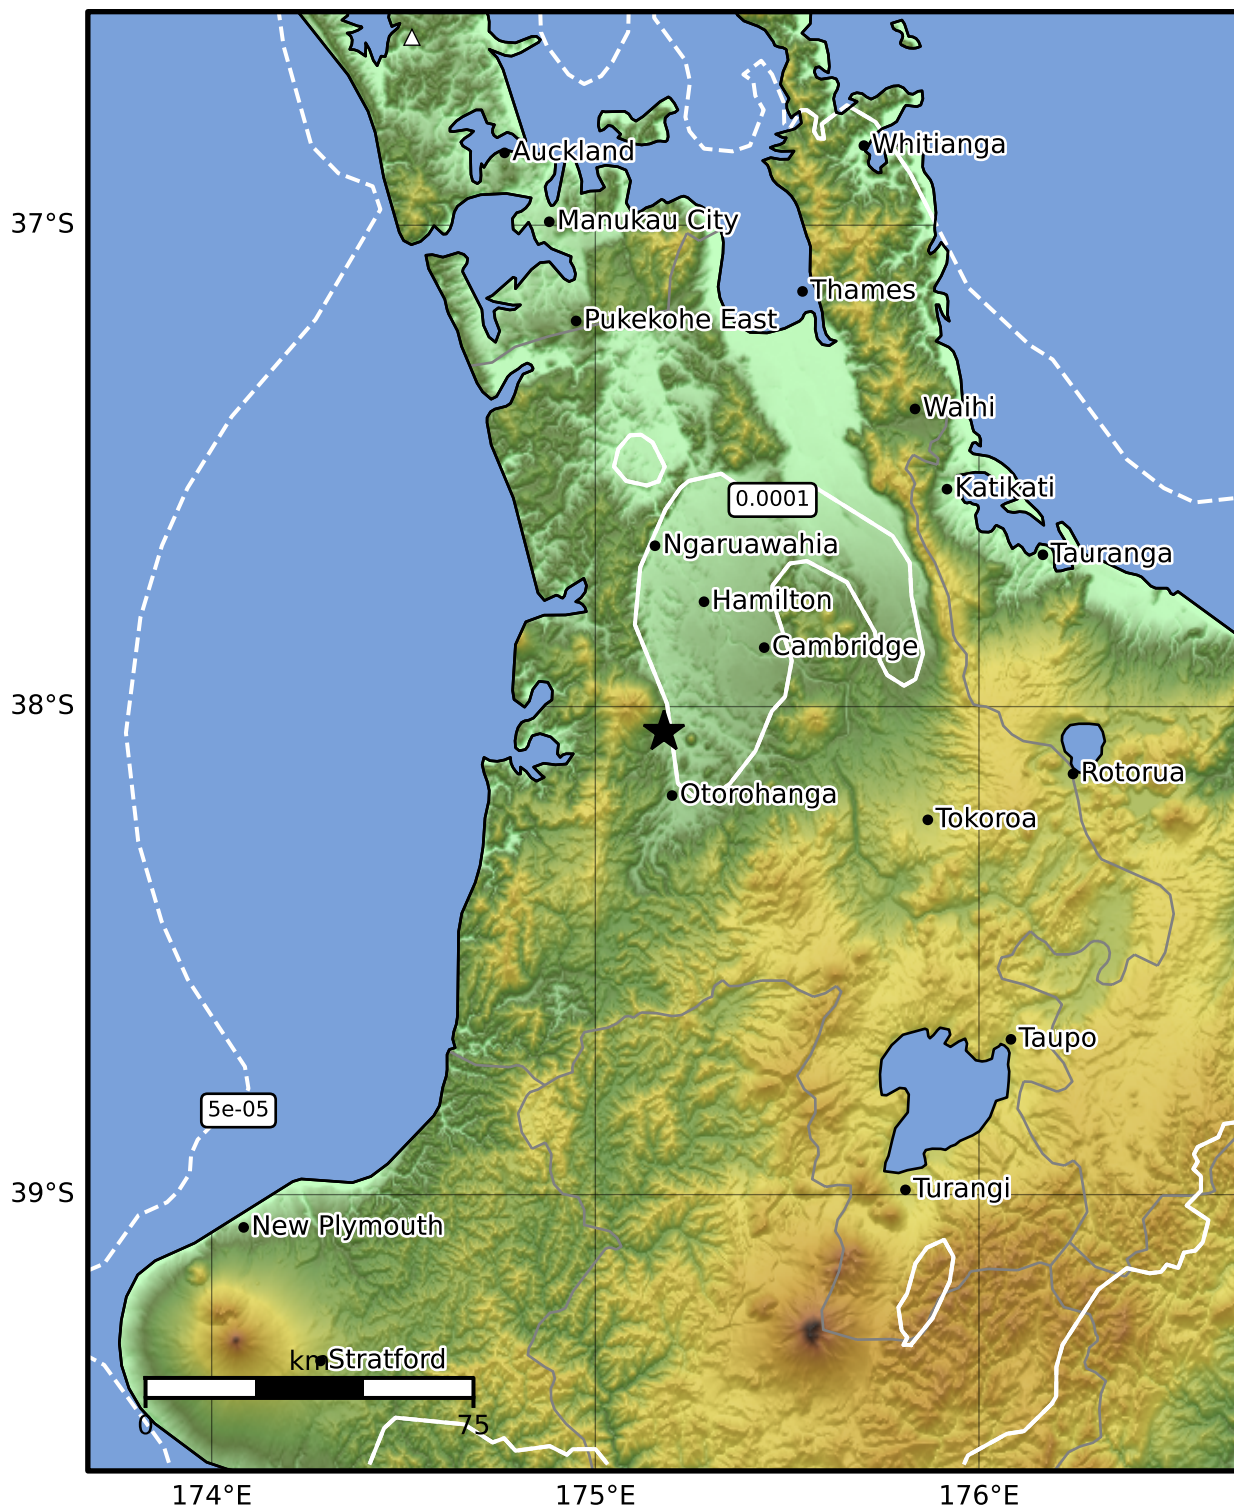 Auckland
Whitianga
Manukau City
37°S
Thames
Pukekohe East
Waihi
Katikati
0.0001
Ngaruawahia
Tauranga
Hamilton
Cambridge
38°S
Rotorua
Otorohanga
Tokoroa
Taupo
5e-05
39°S
Turangi
New Plymouth
km
Stratford
0
75
174°E
175°E
176°E